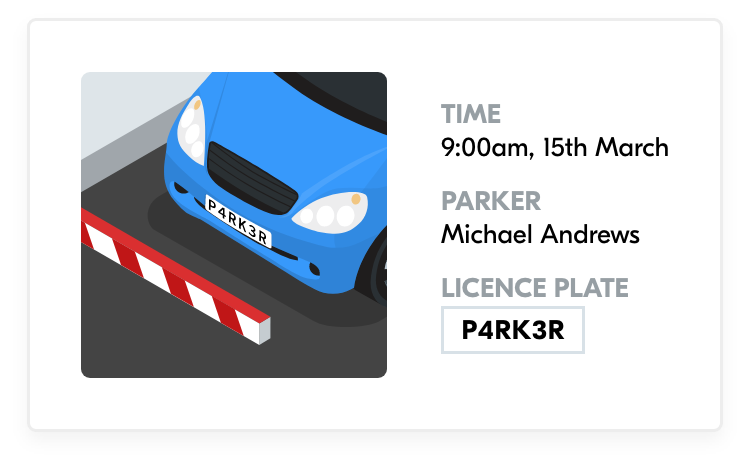 P4RK3R
TIME
9:00am, 15th March
PARKER
Michael Andrews
LICENCE PLATE
P4RK3R